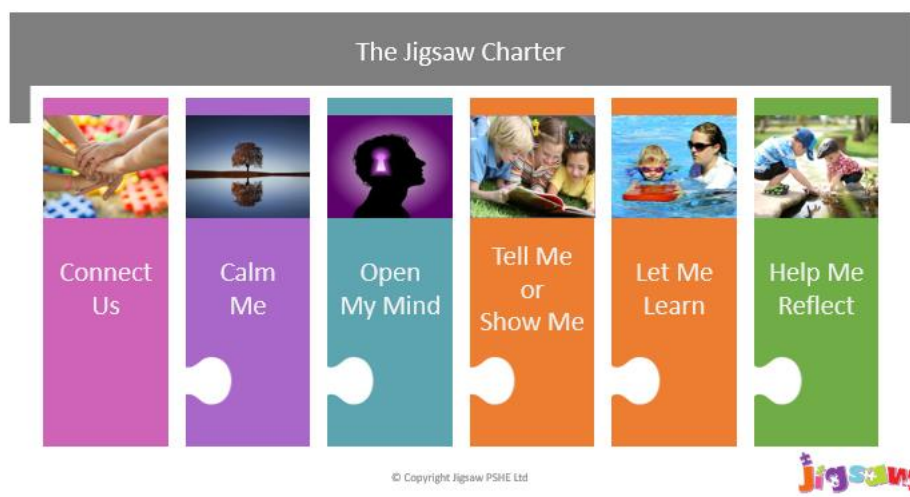 The Jigsaw Charter
Connect
Us
Calm
Me
Open
My Mind
Tell Me
or
Show Me
Let Me
Learn
Help Me
Reflect
© Copyright Jigsaw PSHE Ltd
jigsaw